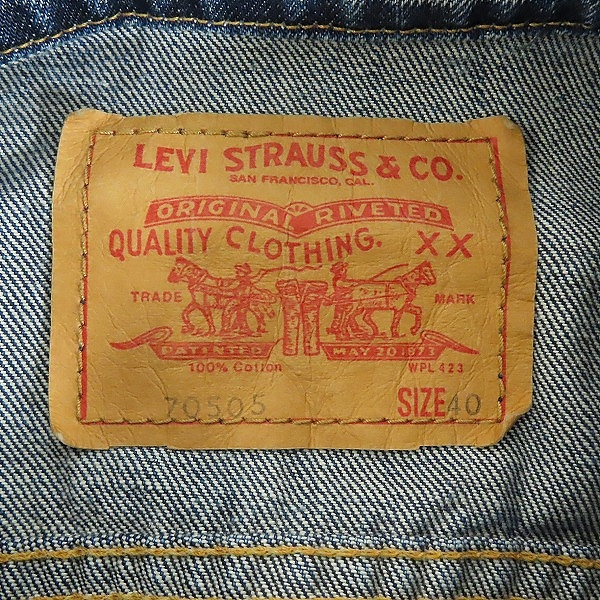 LEVI STRAUSS & CO.
SAN FRANCISCO, CAL.
ORIGINAL RIVETED
QUALITY CLOTHING. XX
TRADE MARK
PATENTED MAY 20 1873
100% Cotton WPL 423
70505 SIZE 40